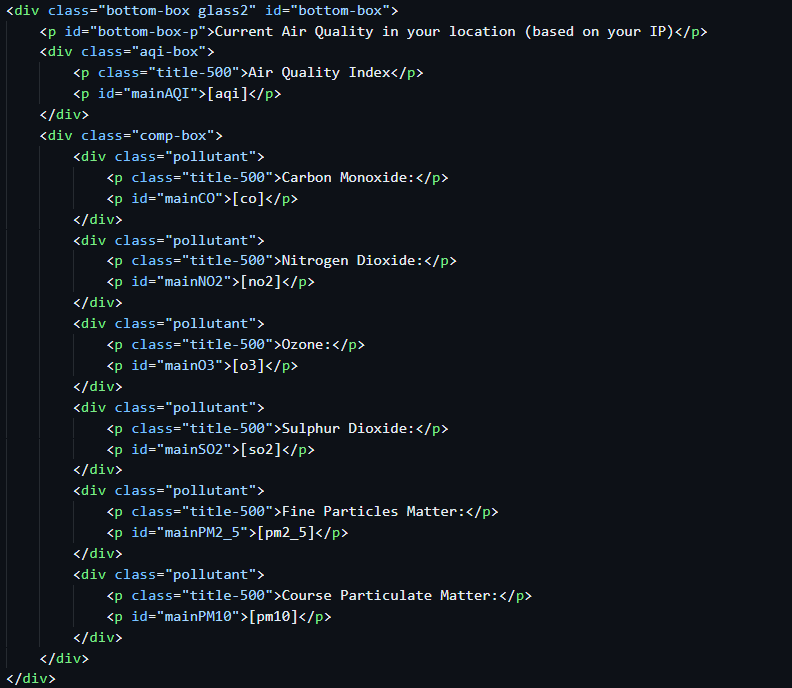 <div class="bottom-box glass2" id="bottom-box">
    <p id="bottom-box-p">Current Air Quality in your location (based on your IP)</p>
    <div class="aqi-box">
        <p class="title-500">Air Quality Index</p>
        <p id="mainAQI">[aqi]</p>
    </div>
    <div class="comp-box">
        <div class="pollutant">
            <p class="title-500">Carbon Monoxide:</p>
            <p id="mainCO">[co]</p>
        </div>
        <div class="pollutant">
            <p class="title-500">Nitrogen Dioxide:</p>
            <p id="mainNO2">[no2]</p>
        </div>
        <div class="pollutant">
            <p class="title-500">Ozone:</p>
            <p id="mainO3">[o3]</p>
        </div>
        <div class="pollutant">
            <p class="title-500">Sulphur Dioxide:</p>
            <p id="mainSO2">[so2]</p>
        </div>
        <div class="pollutant">
            <p class="title-500">Fine Particles Matter:</p>
            <p id="mainPM2_5">[pm2_5]</p>
        </div>
        <div class="pollutant">
            <p class="title-500">Course Particulate Matter:</p>
            <p id="mainPM10">[pm10]</p>
        </div>
    </div>
</div>